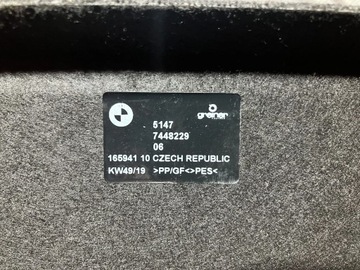 greiner
5147
7448229
06
165941 10 CZECH REPUBLIC
KW49/19 >PP/GF<>PES<